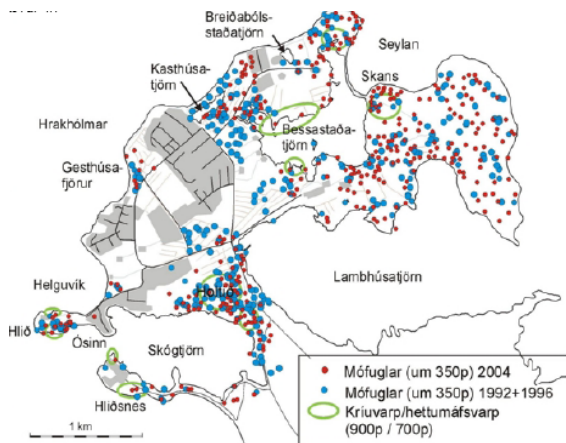 Breiðabóls-
staðatjörn
Seylan
Kasthúsa-
tjörn
Skans
Hrakhólmar
Bessastaða-
tjörn
Gesthúsa-
fjörur
Helguvík
Lambhúsatjörn
Hlið
Ósinn
Skógtjörn
Hliðsnes
1 km
Mófuglar (um 350p) 2004
Mófuglar (um 350p) 1992+1996
Kríuvarp/hettumáfsvarp
(900p / 700p)